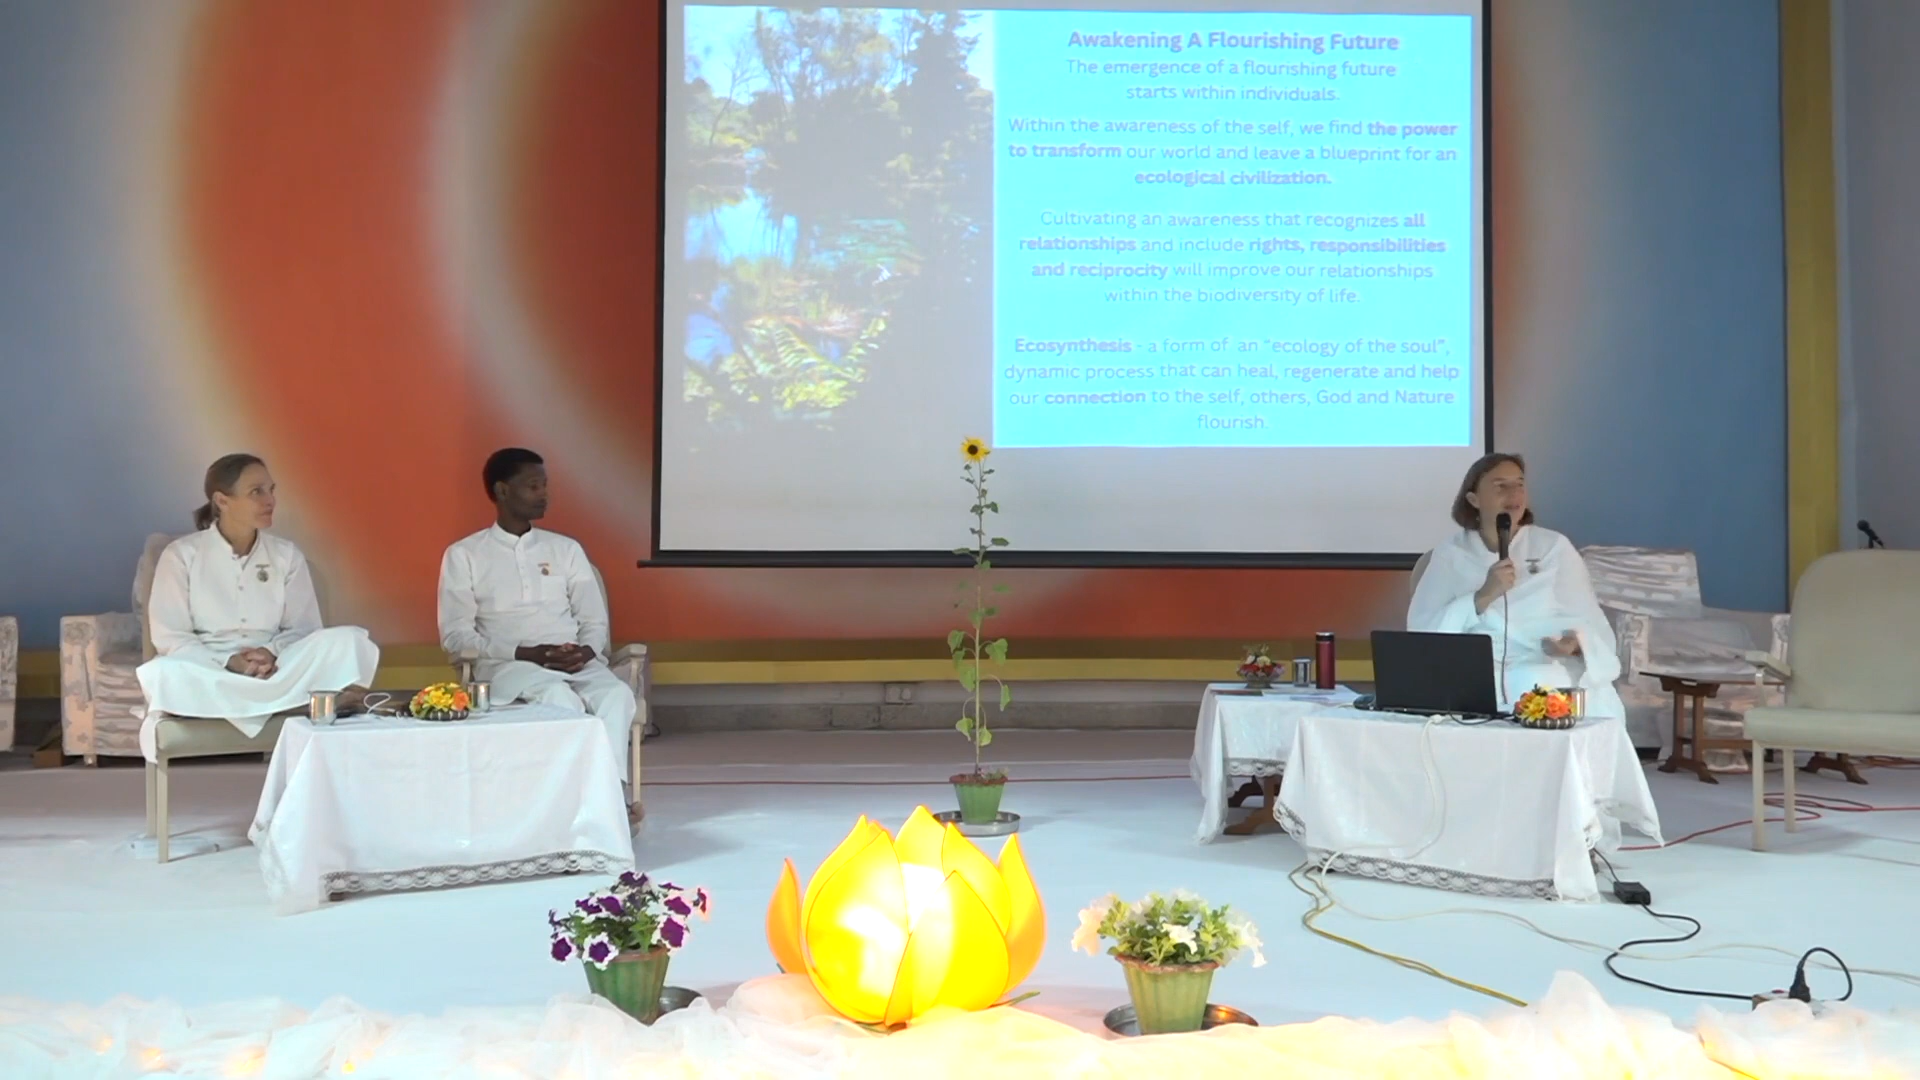 Awakening A Flourishing Future
The emergence of a flourishing future
starts within individuals.
Within the awareness of the self, we find the power
to transform our world and leave a blueprint for an
ecological civilization.
Cultivating an awareness that recognizes all
relationships and include rights, responsibilities
and reciprocity will improve our relationships
within the biodiversity of life.
Ecosynthesis - a form of an "ecology of the soul",
dynamic process that can heal, regenerate and help
our connection to the self, others, God and Nature
flourish.